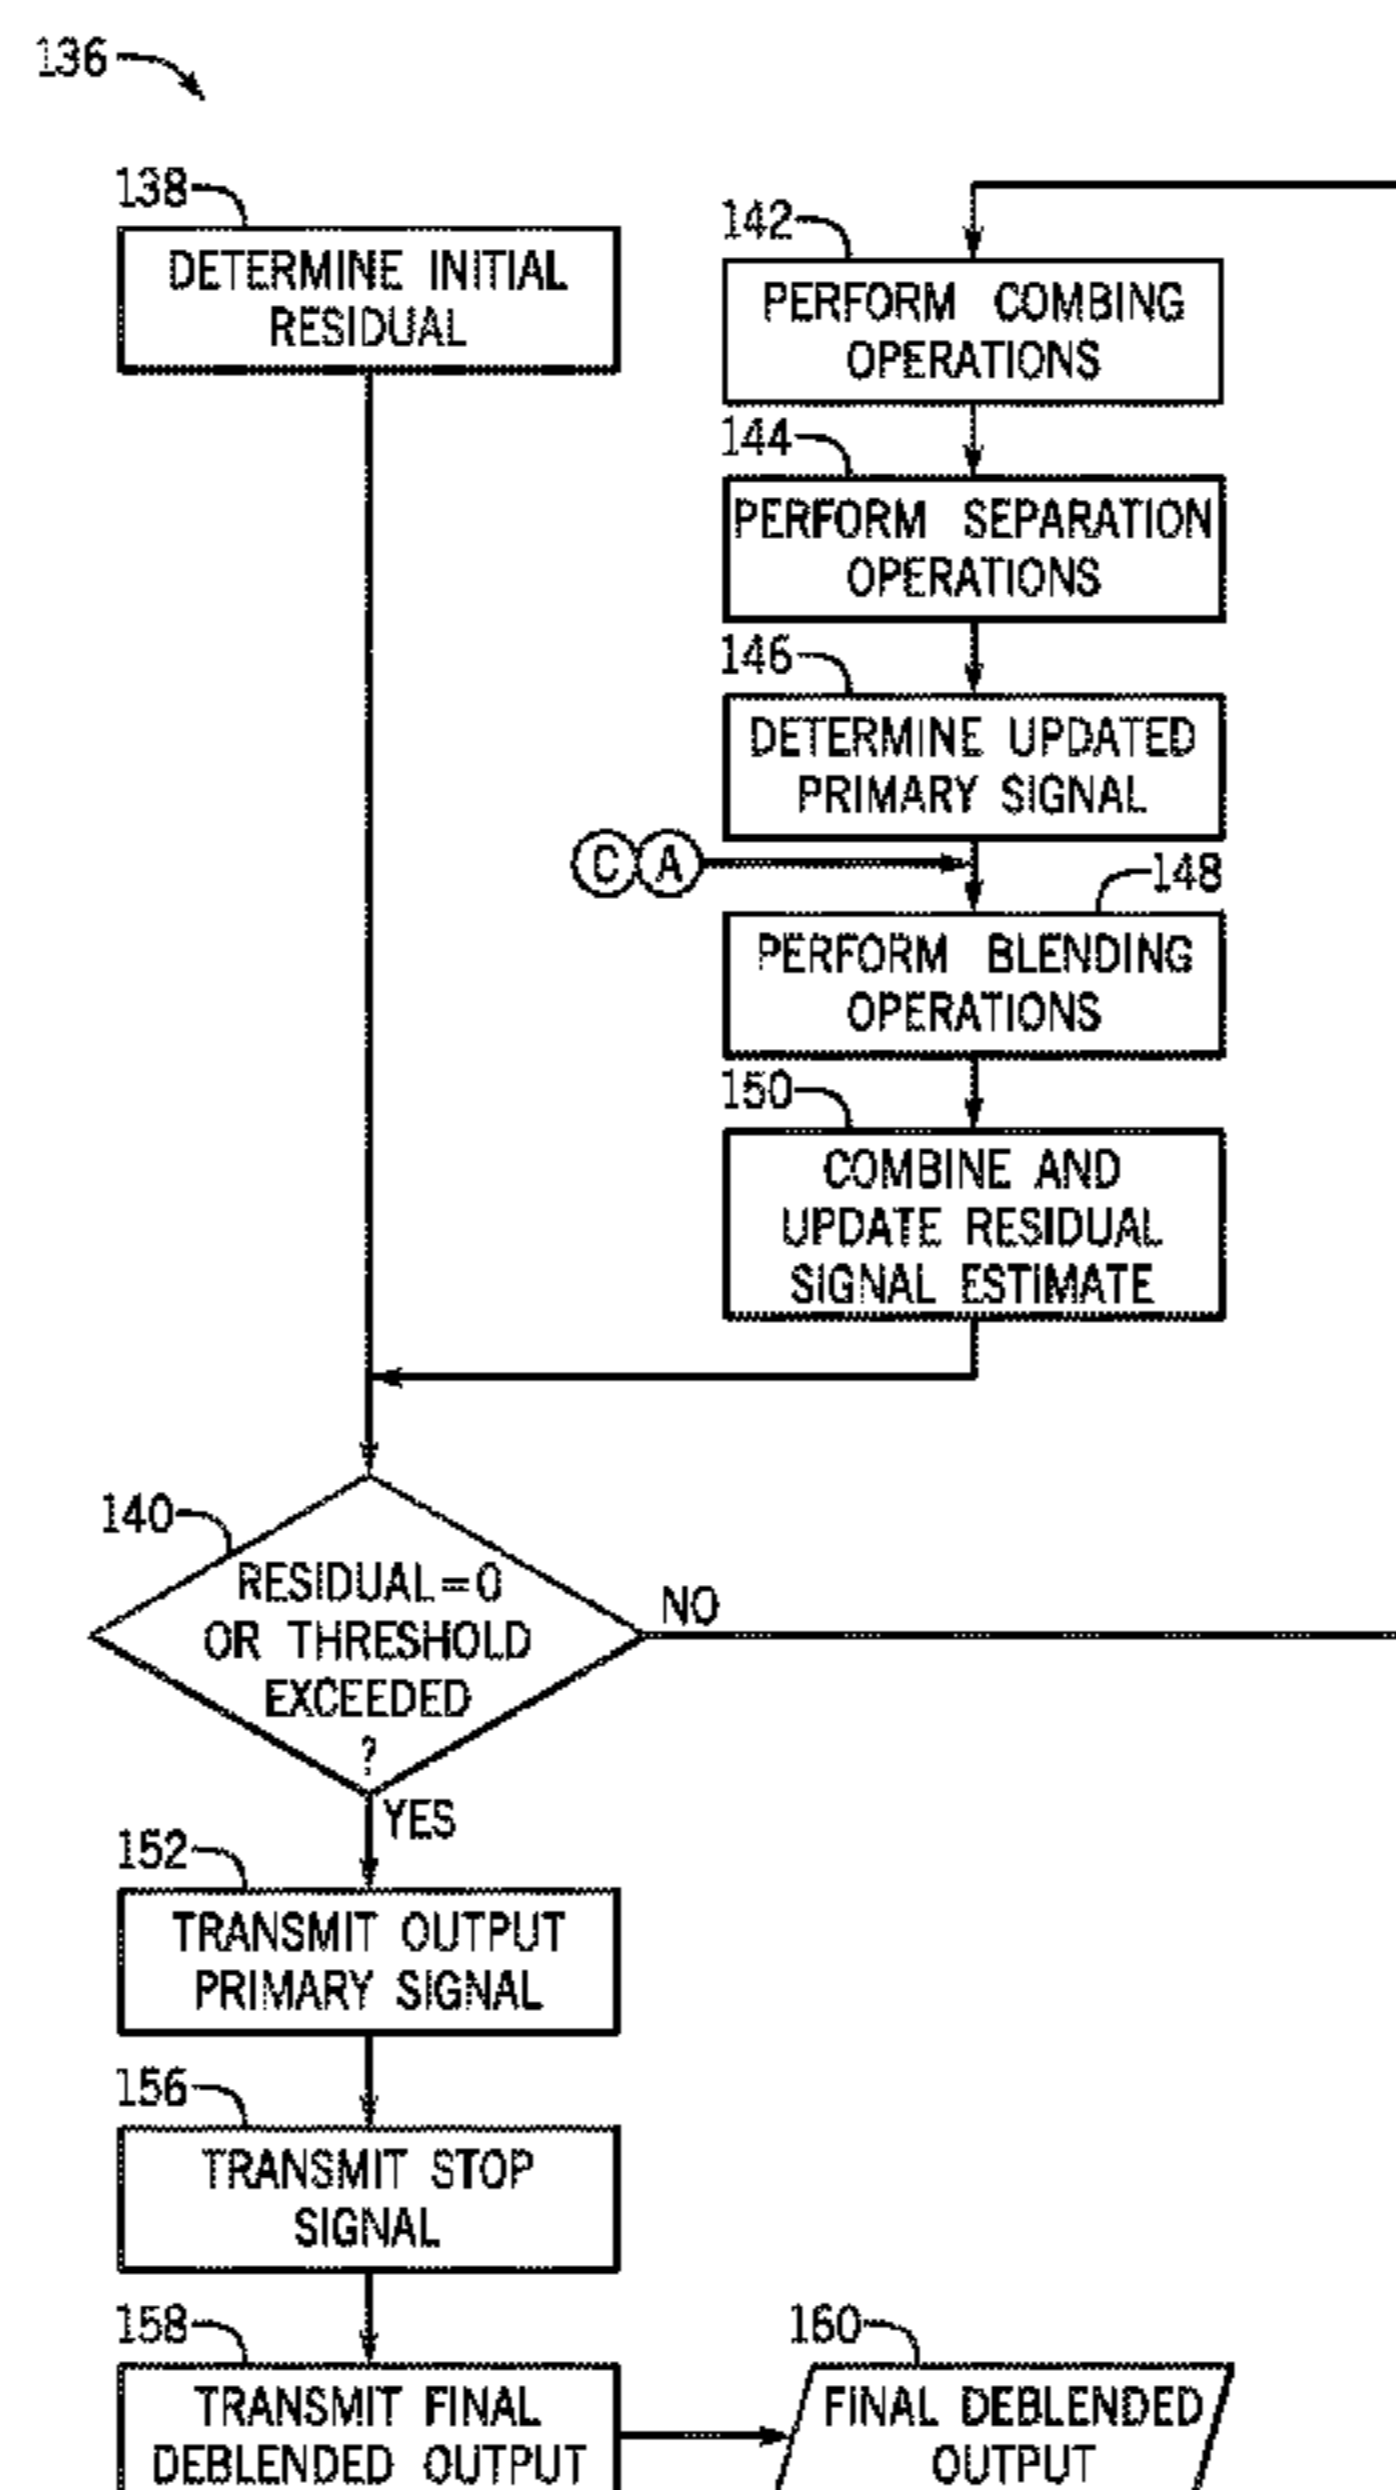 136
138
DETERMINE INITIAL
RESIDUAL
142
PERFORM COMBING
OPERATIONS
144
PERFORM SEPARATION
OPERATIONS
146
DETERMINE UPDATED
PRIMARY SIGNAL
C A
148
PERFORM BLENDING
OPERATIONS
150
COMBINE AND
UPDATE RESIDUAL
SIGNAL ESTIMATE
140
RESIDUAL=0
OR THRESHOLD
EXCEEDED
?
NO
YES
152
TRANSMIT OUTPUT
PRIMARY SIGNAL
156
TRANSMIT STOP
SIGNAL
158
TRANSMIT FINAL
DEBLENDED OUTPUT
160
FINAL DEBLENDED
OUTPUT